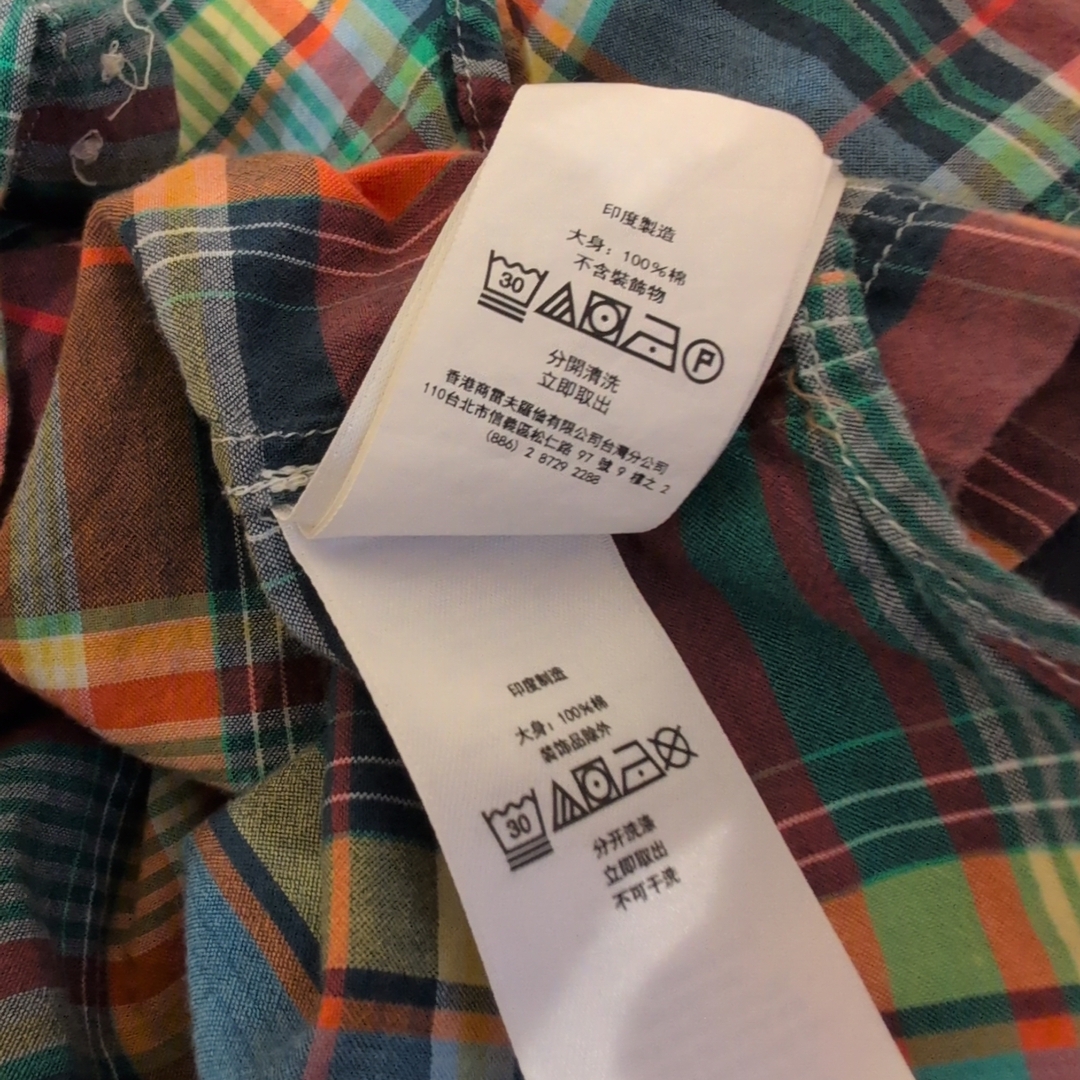 印度製造
大身：100%棉
不含裝飾物
30 P
分開清洗
立即取出
香港商雷夫羅倫有限公司台灣分公司
110台北市信義區松仁路 97 號 9 樓之 2
(886) 2 8729 2288
印度制造
大身：100%棉
装饰品除外
30
分开洗涤
立即取出
不可干洗